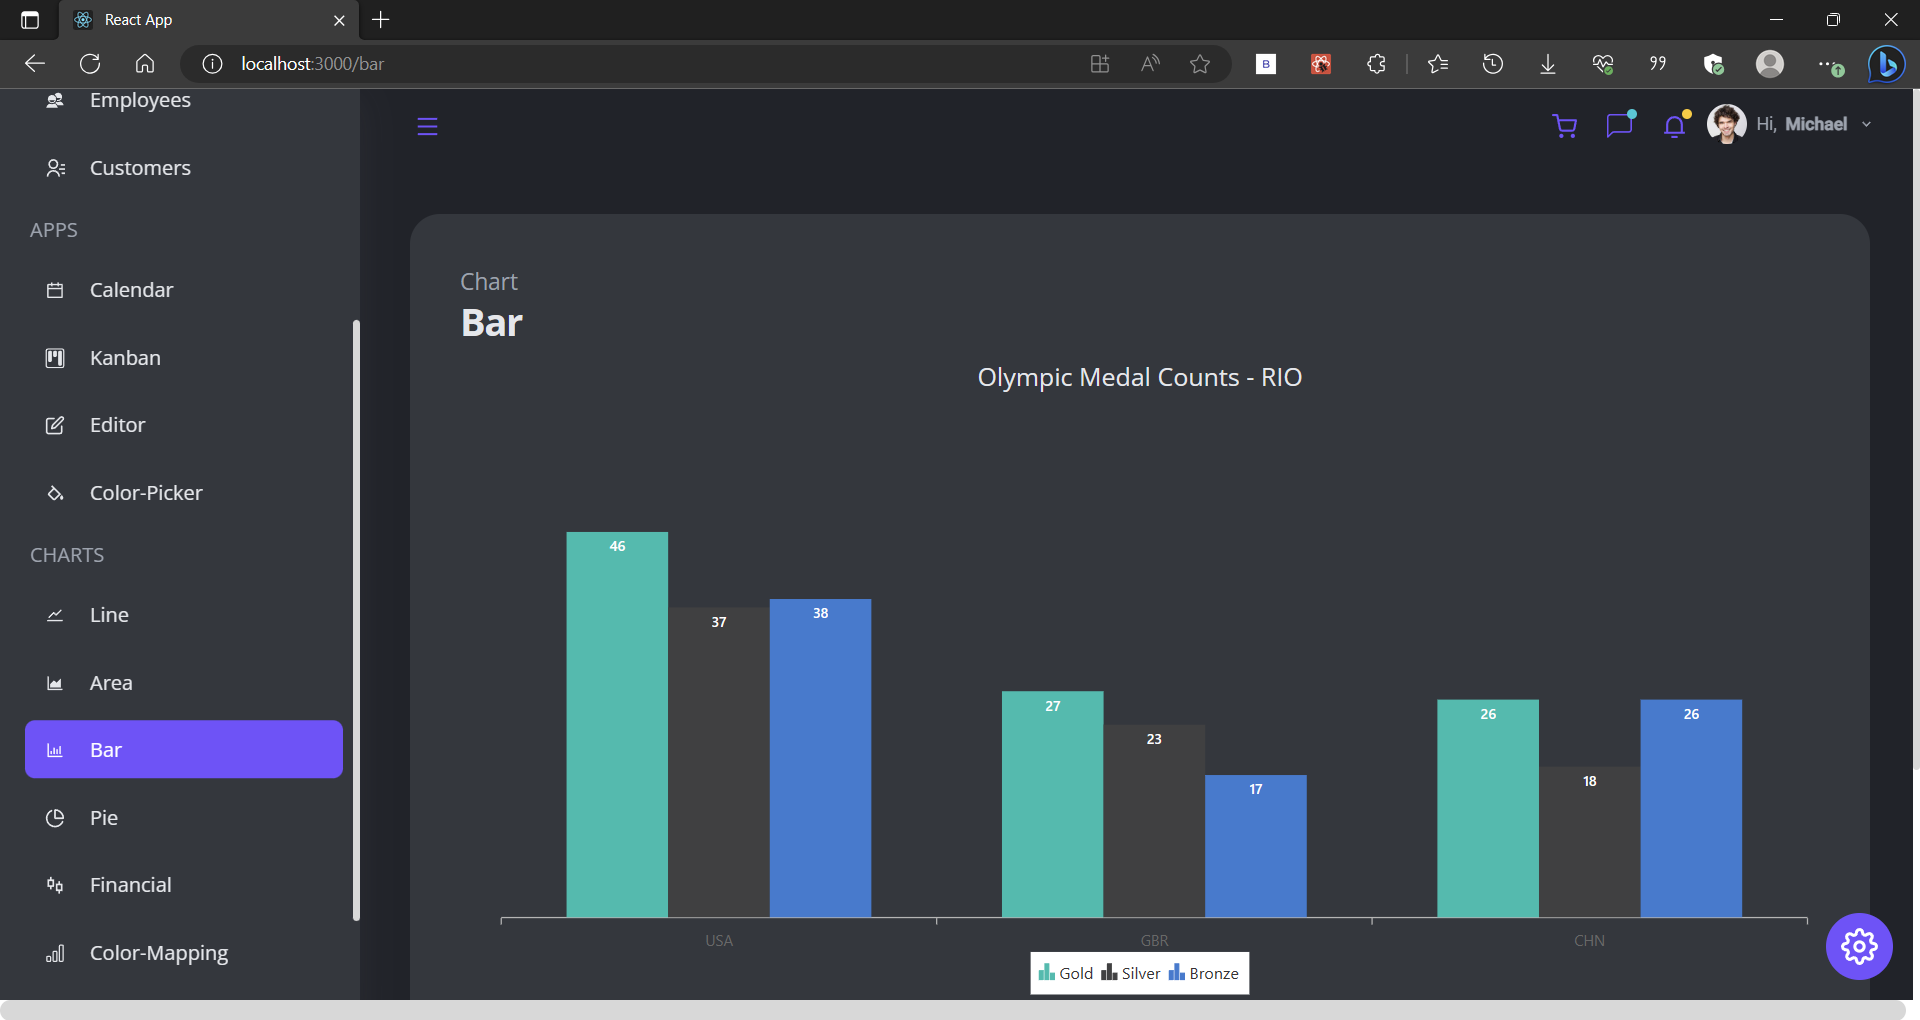 React App
localhost:3000/bar
Employees
Customers
APPS
Calendar
Kanban
Editor
Color-Picker
CHARTS
Line
Area
Bar
Pie
Financial
Color-Mapping
Hi, Michael
Chart
Bar
Olympic Medal Counts - RIO
46
37
38
27
23
17
26
18
26
USA
GBR
CHN
Gold Silver Bronze